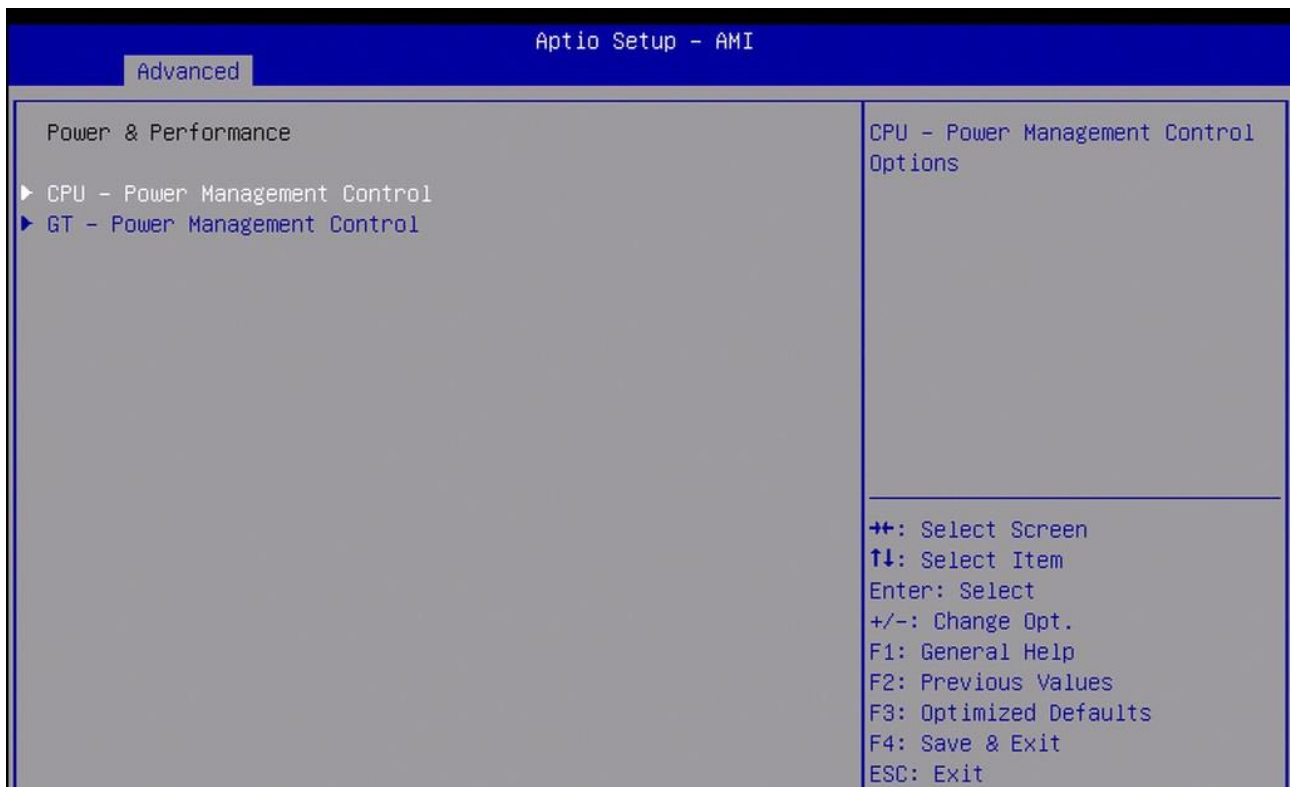 Aptio Setup – AMI
Advanced
Power & Performance
▶ CPU – Power Management Control
▶ GT – Power Management Control
CPU – Power Management Control
Options
→←: Select Screen
↑↓: Select Item
Enter: Select
+/-: Change Opt.
F1: General Help
F2: Previous Values
F3: Optimized Defaults
F4: Save & Exit
ESC: Exit